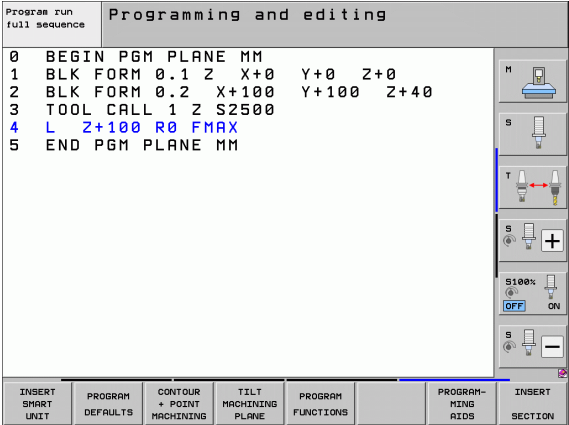 Program run
full sequence
Programming and editing
0 BEGIN PGM PLANE MM
1 BLK FORM 0.1 Z X+0 Y+0 Z+0
2 BLK FORM 0.2 X+100 Y+100 Z+40
3 TOOL CALL 1 Z S2500
4 L Z+100 R0 FMAX
5 END PGM PLANE MM
M
S
T
S
S100%
OFF ON
S
INSERT
SMART
UNIT
PROGRAM
DEFAULTS
CONTOUR
+ POINT
MACHINING
TILT
MACHINING
PLANE
PROGRAM
FUNCTIONS
PROGRAM-
MING
AIDS
INSERT
SECTION